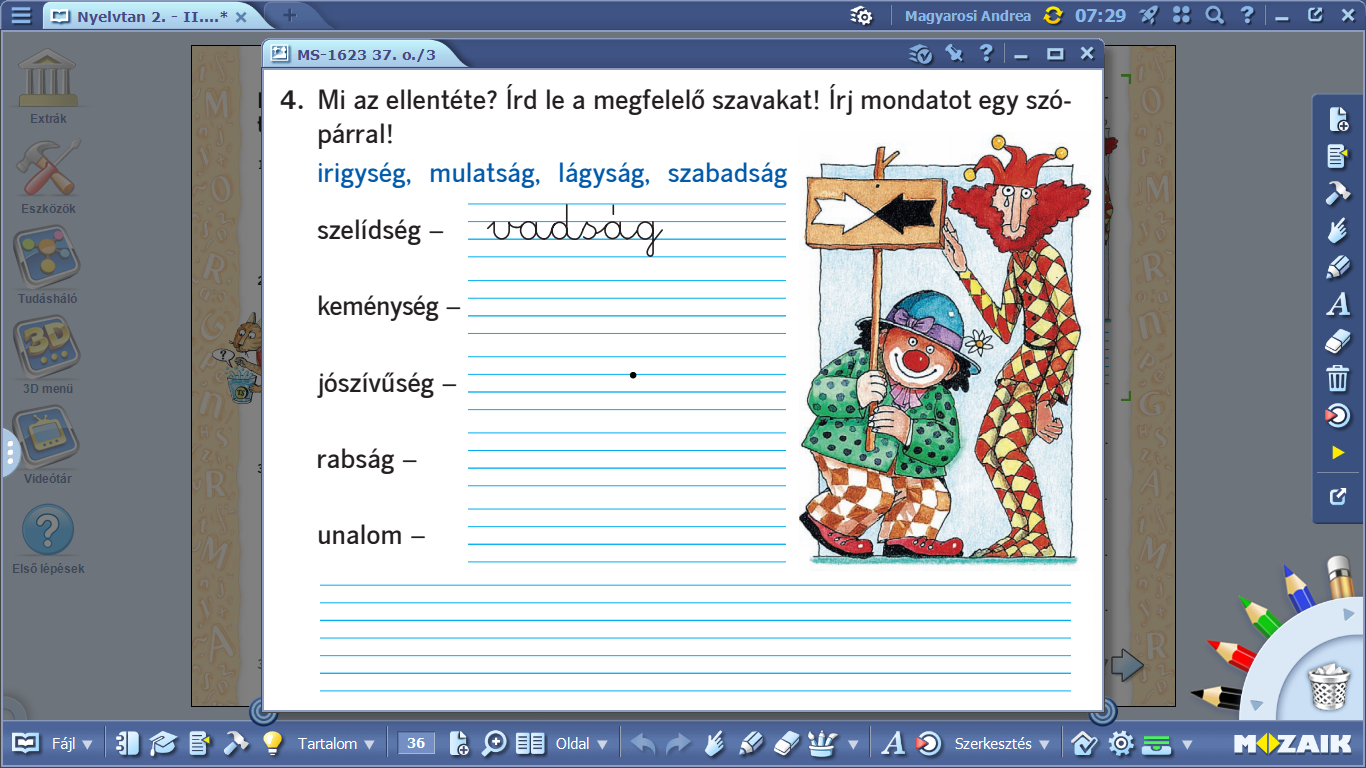 Nyelvtan 2. - II....*
Magyarosi Andrea
07:29
MS-1623 37. o./3
Extrák
Eszközök
Tudásháló
3D
3D menü
Videótár
Első lépések
4. Mi az ellentéte? Írd le a megfelelő szavakat! Írj mondatot egy szó-
párral!
irigység, mulatság, lágyság, szabadság
szelídség – vadság
keménység –
jószívűség –
rabság –
unalom –
Fájl
Tartalom
36
Oldal
Szerkesztés
MOZAIK